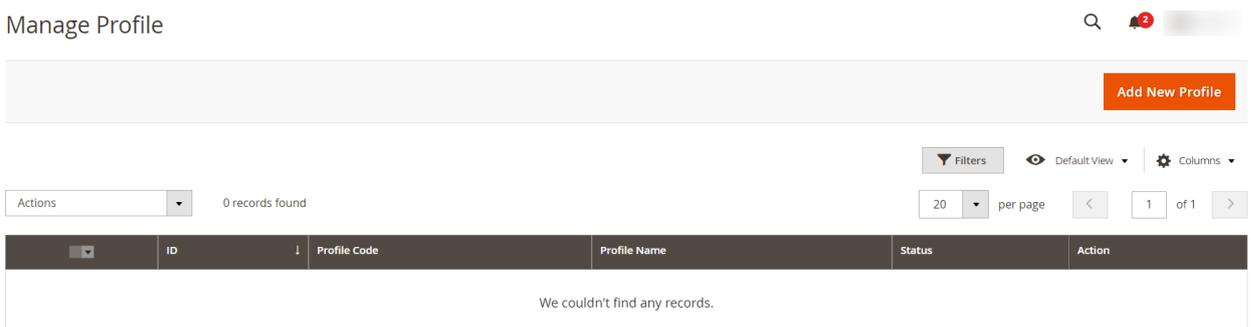 Manage Profile
2
Add New Profile
Filters Default View Columns
Actions 0 records found 20 per page 1 of 1
ID ↓ Profile Code Profile Name Status Action
We couldn't find any records.